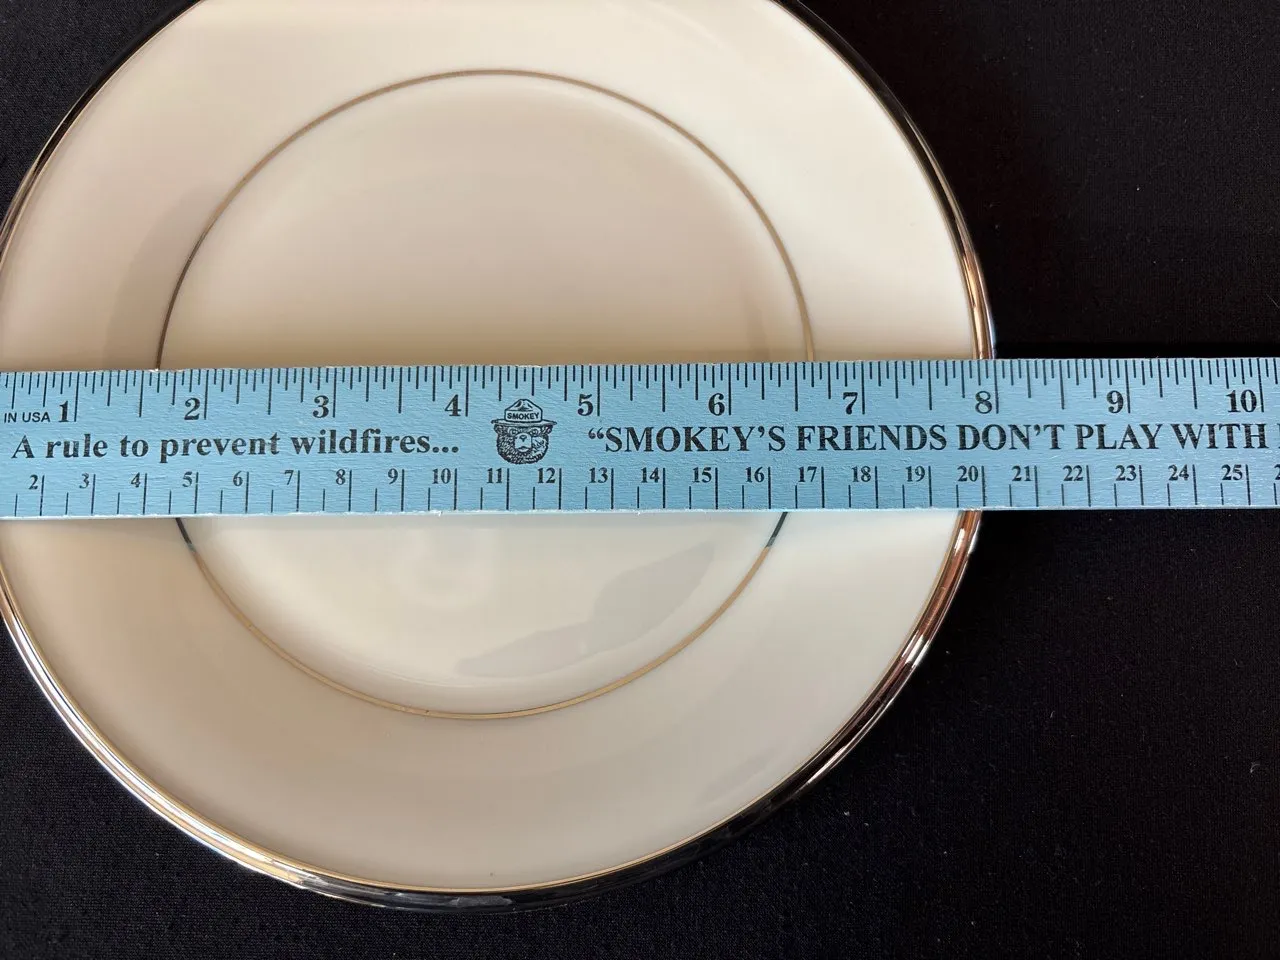 1 2 3 4 5 6 7 8 9 10
IN USA
SMOKEY
A rule to prevent wildfires... "SMOKEY'S FRIENDS DON'T PLAY WITH
2 3 4 5 6 7 8 9 10 11 12 13 14 15 16 17 18 19 20 21 22 23 24 25